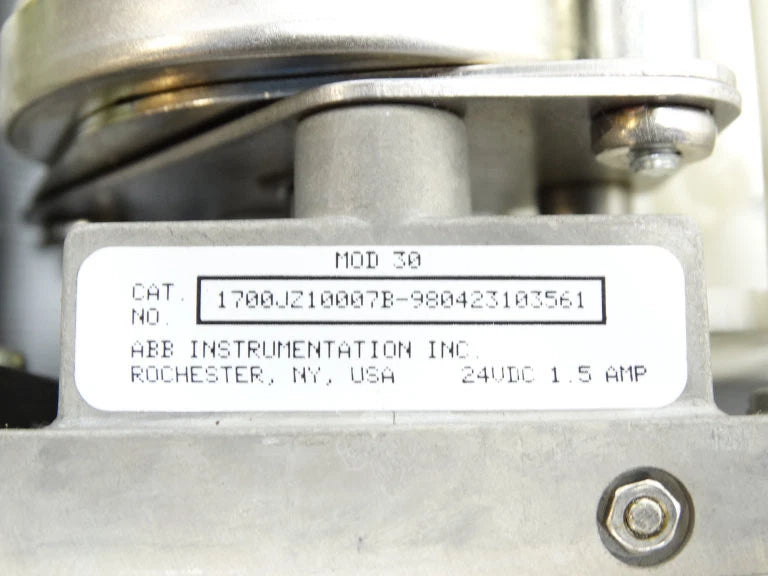 MOD 30
CAT. NO. 1700JZ10007B-980423103561
ABB INSTRUMENTATION INC.
ROCHESTER, NY, USA 24VDC 1.5 AMP